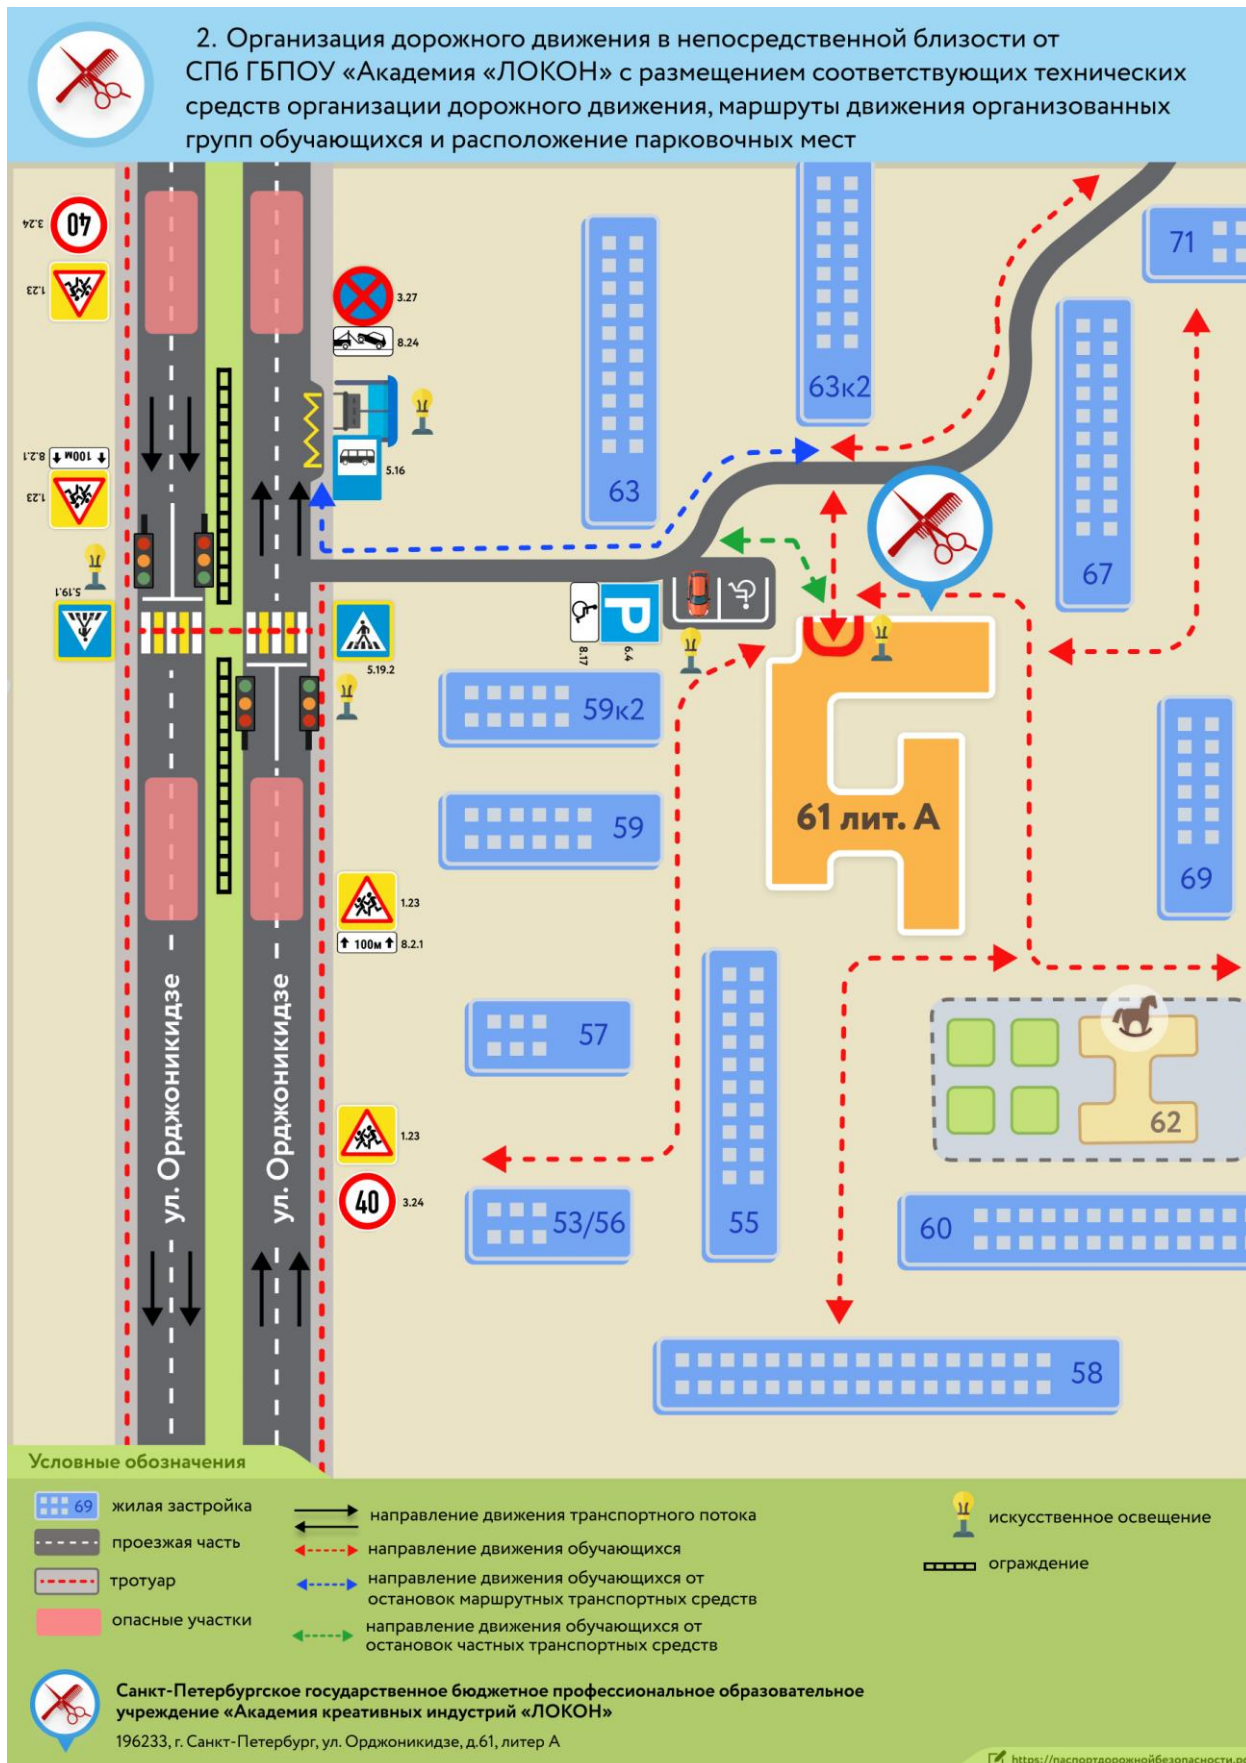 2. Организация дорожного движения в непосредственной близости от
СПб ГБПОУ «Академия «ЛОКОН» с размещением соответствующих технических
средств организации дорожного движения, маршруты движения организованных
групп обучающихся и расположение парковочных мест
3.24
40
1.23
3.27
8.24
71
63к2
8.2.1
100м
1.23
5.16
63
67
5.19.1
5.19.2
8.17
P
6.4
59к2
59
61 лит. А
69
1.23
100м
8.2.1
ул. Орджоникидзе
ул. Орджоникидзе
57
62
1.23
40
3.24
53/56
55
60
58
Условные обозначения
69
жилая застройка
проезжая часть
тротуар
опасные участки
направление движения транспортного потока
направление движения обучающихся
направление движения обучающихся от
остановок маршрутных транспортных средств
направление движения обучающихся от
остановок частных транспортных средств
искусственное освещение
ограждение
Санкт-Петербургское государственное бюджетное профессиональное образовательное
учреждение «Академия креативных индустрий «ЛОКОН»
196233, г. Санкт-Петербург, ул. Орджоникидзе, д.61, литер А
https://паспортдорожнойбезопасности.рф